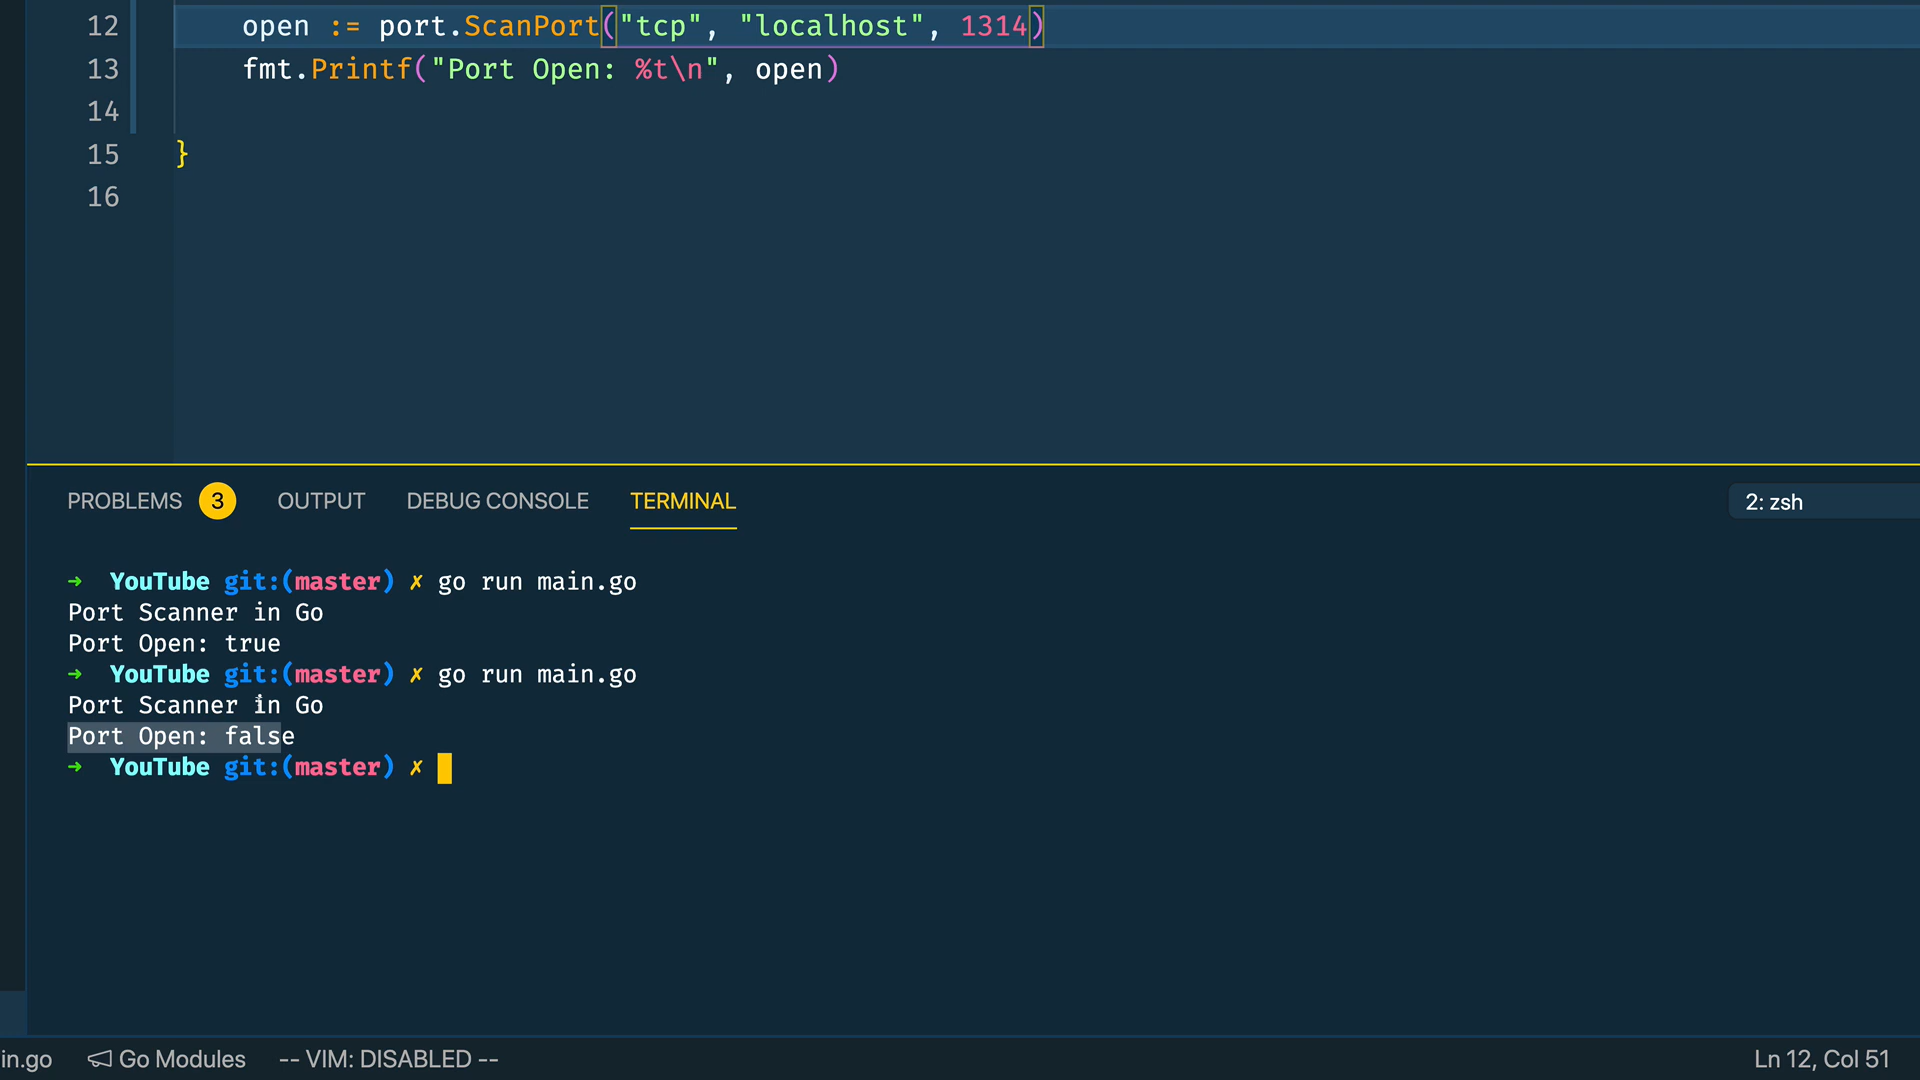 12 open := port.ScanPort("tcp", "localhost", 1314)
13 fmt.Printf("Port Open: %t\n", open)
14
15 }
16
PROBLEMS 3 OUTPUT DEBUG CONSOLE TERMINAL 2: zsh
➜ YouTube git:(master) ✗ go run main.go
Port Scanner in Go
Port Open: true
➜ YouTube git:(master) ✗ go run main.go
Port Scanner in Go
Port Open: false
➜ YouTube git:(master) ✗
in.go Go Modules -- VIM: DISABLED -- Ln 12, Col 51